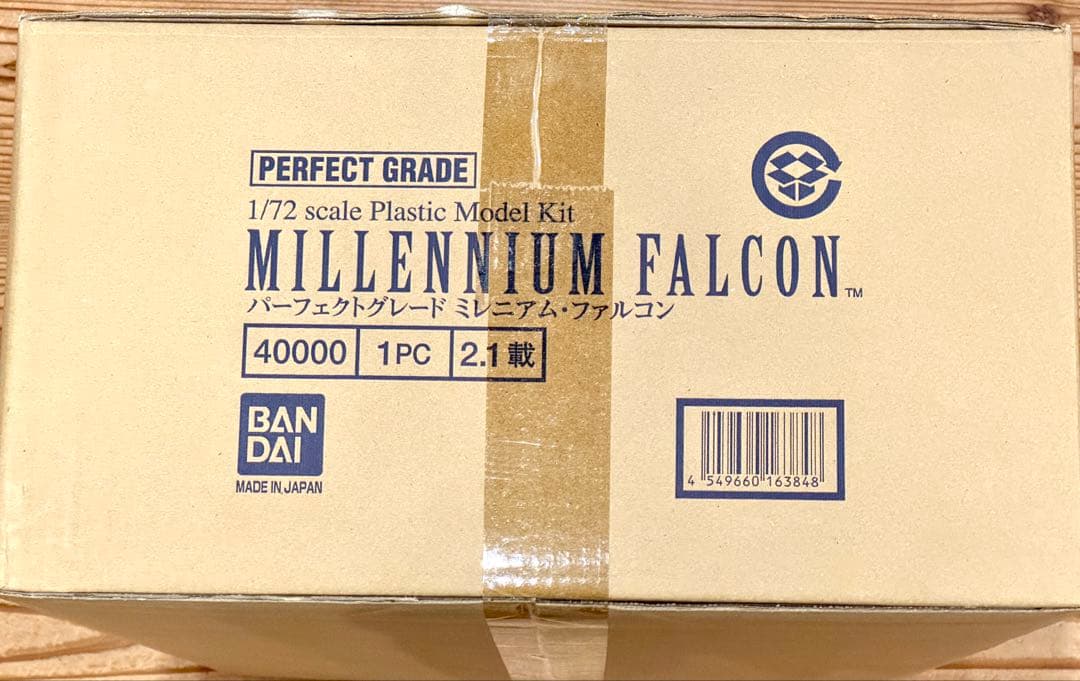 PERFECT GRADE
1/72 scale Plastic Model Kit
MILLENNIUM FALCON™
パーフェクトグレード ミレニアム・ファルコン
40000 1PC 2.1載
BAN
DAI
MADE IN JAPAN
4 549660 163848